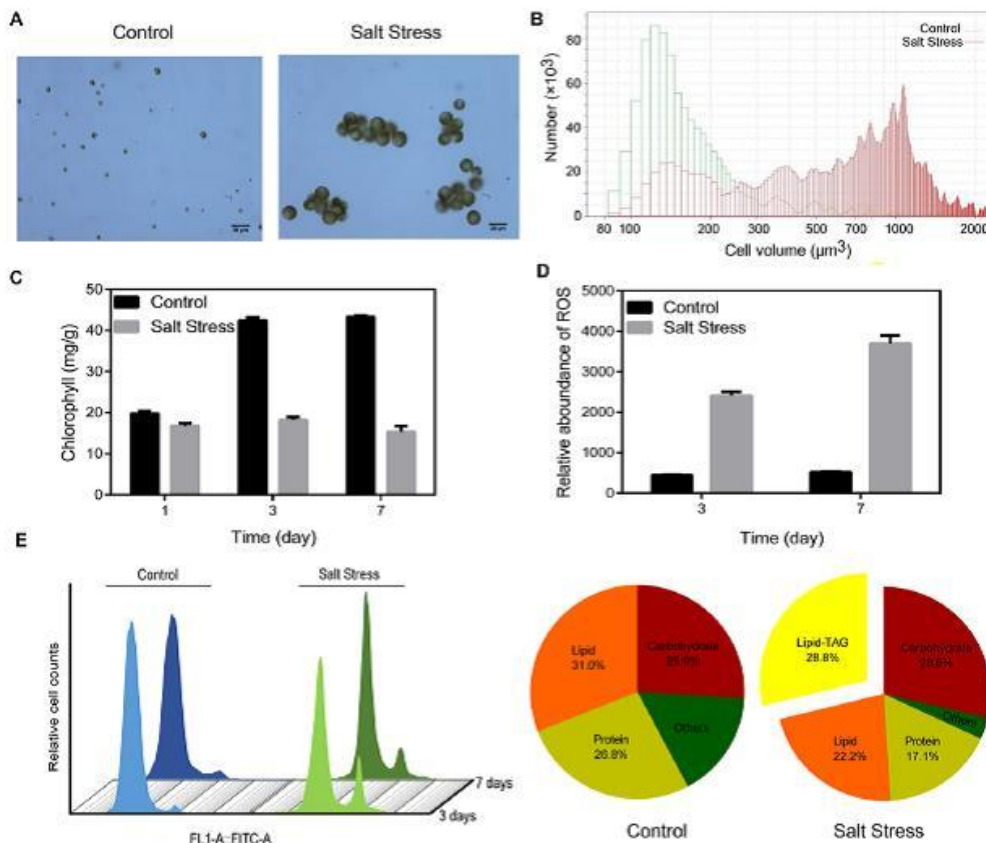 A
Control
Salt Stress
B
Control
Salt Stress
Number (×10³)
80
60
40
20
0
80 100 200 300 500 700 1000 2000
Cell volume (µm³)
C
Control
Salt Stress
Chlorophyll (mg/g)
50
40
30
20
10
0
1 3 7
Time (day)
D
Control
Salt Stress
Relative aboundance of ROS
5000
4000
3000
2000
1000
0
3 7
Time (day)
E
Control
Salt Stress
Relative cell counts
7 days
3 days
FL1-A::FITC-A
Lipid
31.0%
Carbohydrate
Others
Protein
26.8%
Control
Lipid-TAG
28.8%
Carbohydrate
Others
Lipid
22.2%
Protein
17.1%
Salt Stress